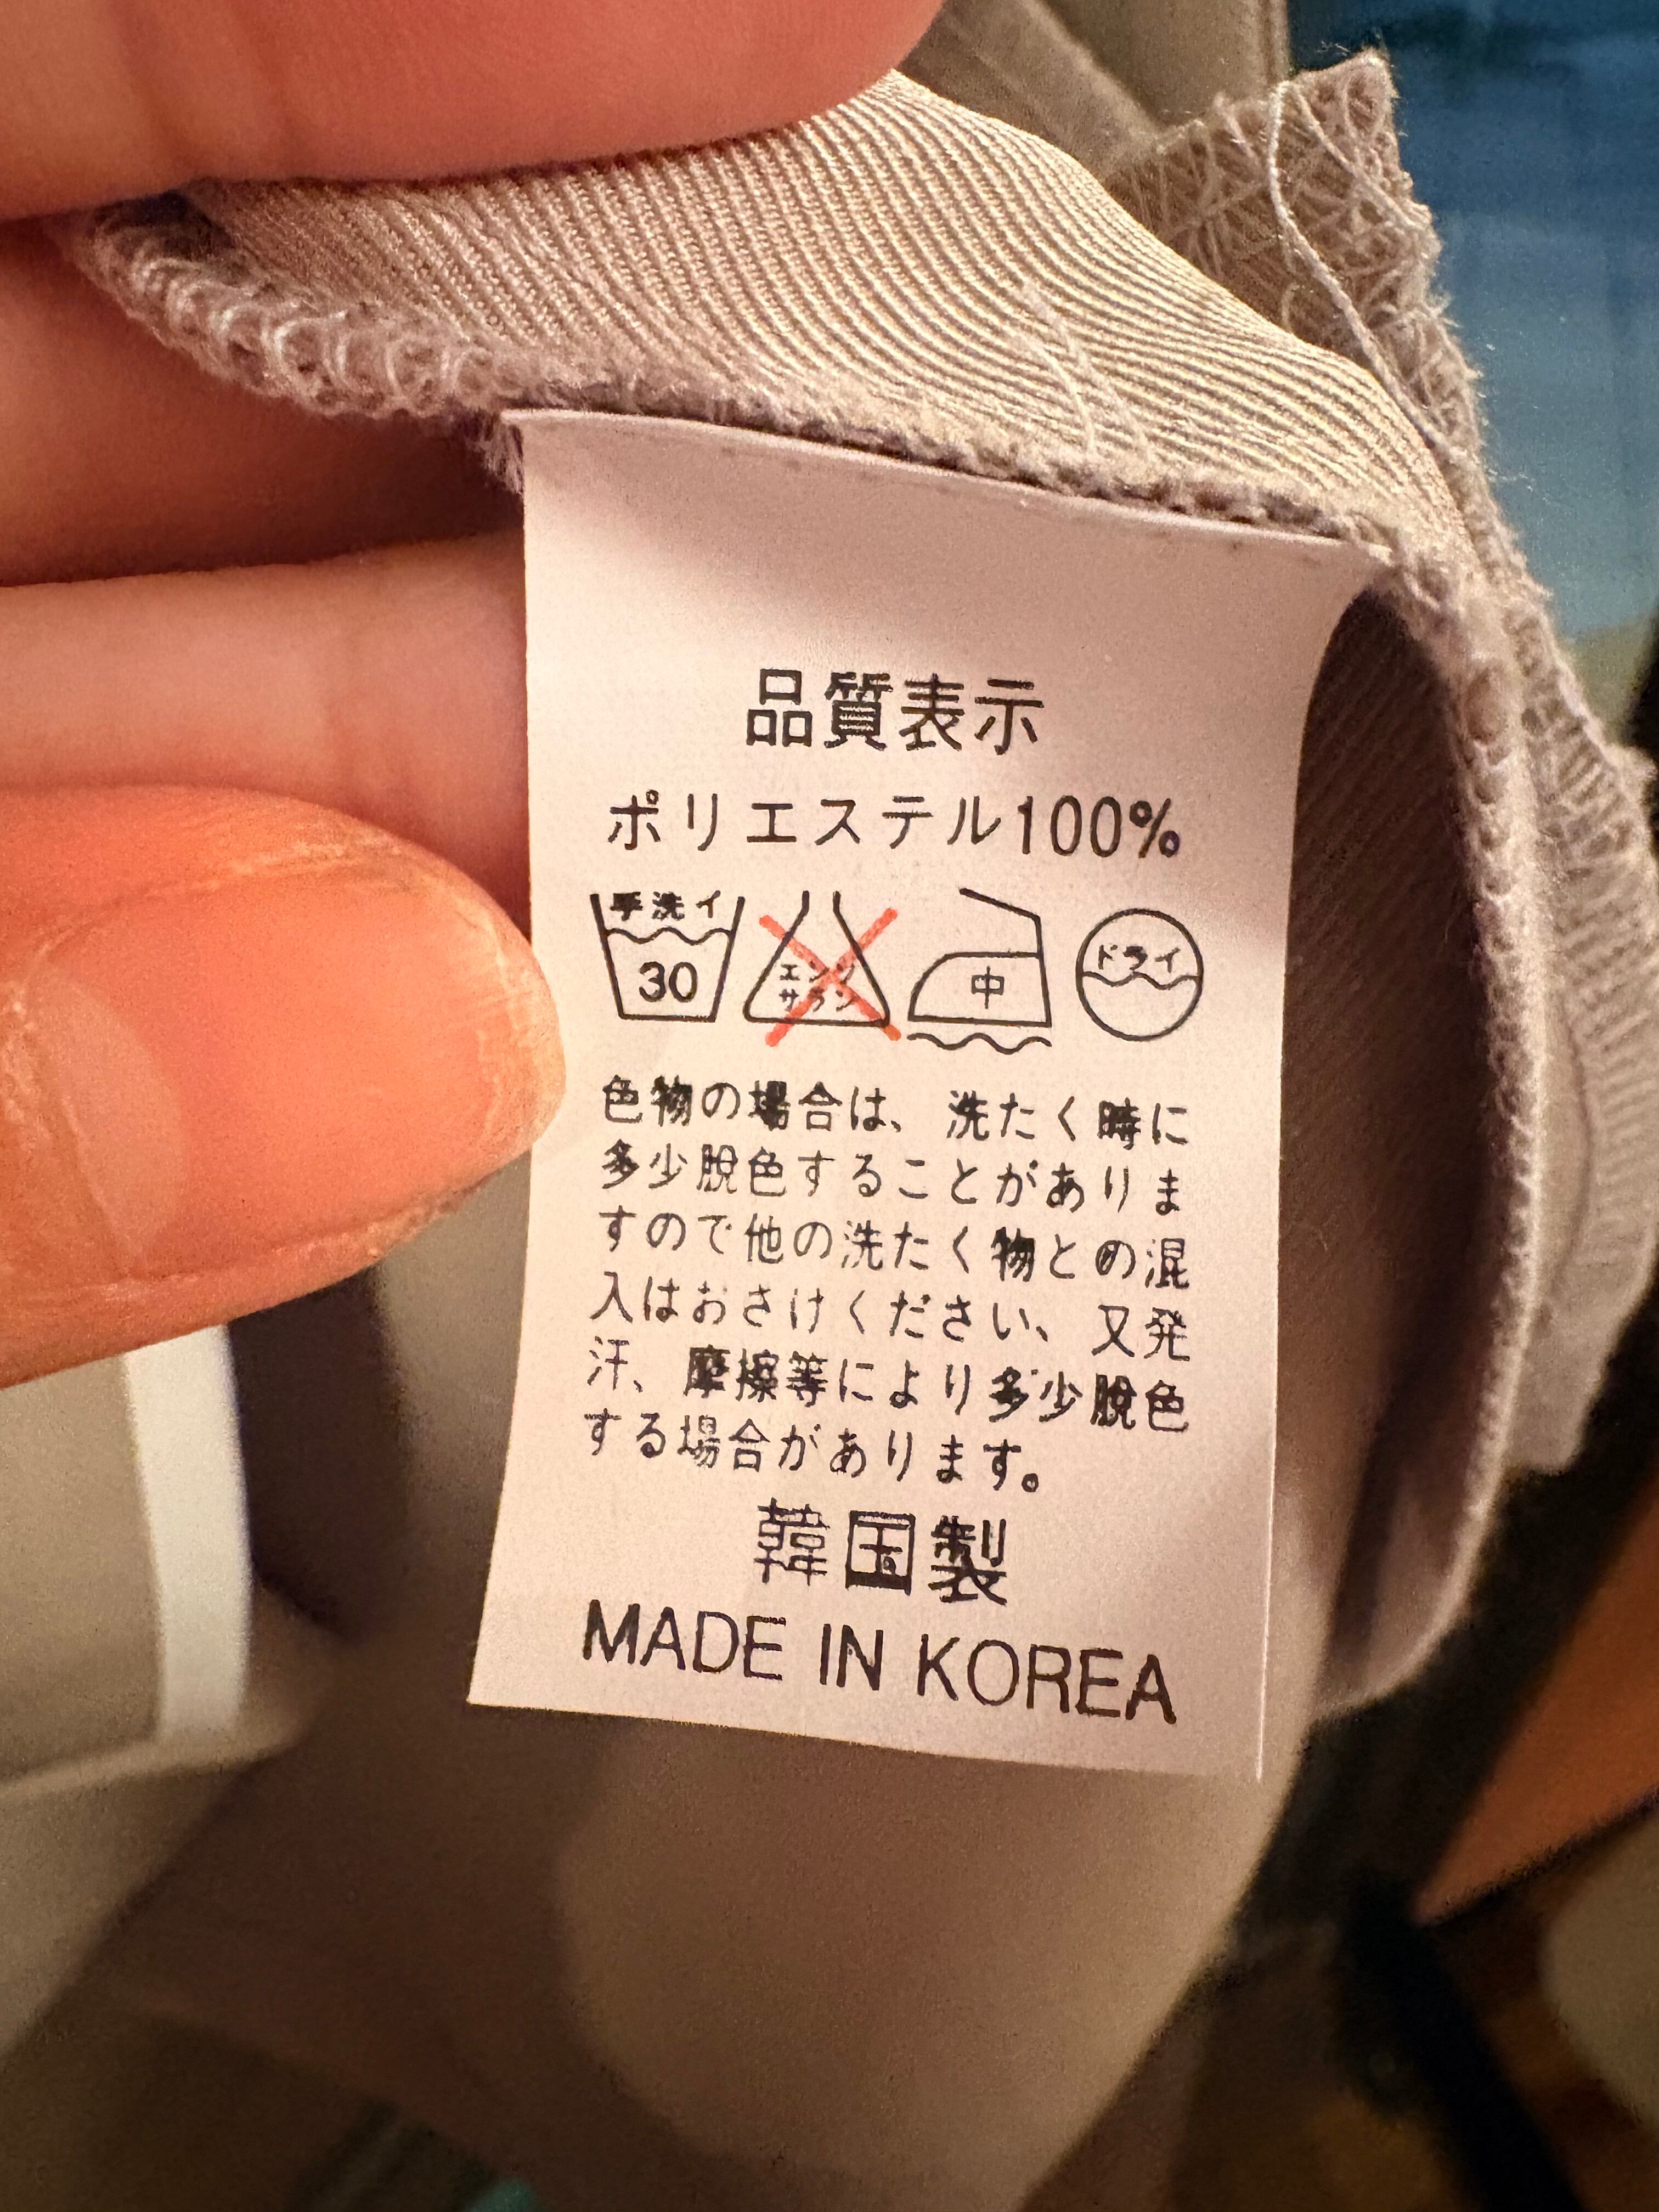 品質表示
ポリエステル100%
手洗イ
30
エンソ
サラシ
中
ドライ
色物の場合は、洗たく時に
多少脱色することがありま
すので他の洗たく物との混
入はおさけください、又発
汗、摩擦等により多少脱色
する場合があります。
韓国製
MADE IN KOREA